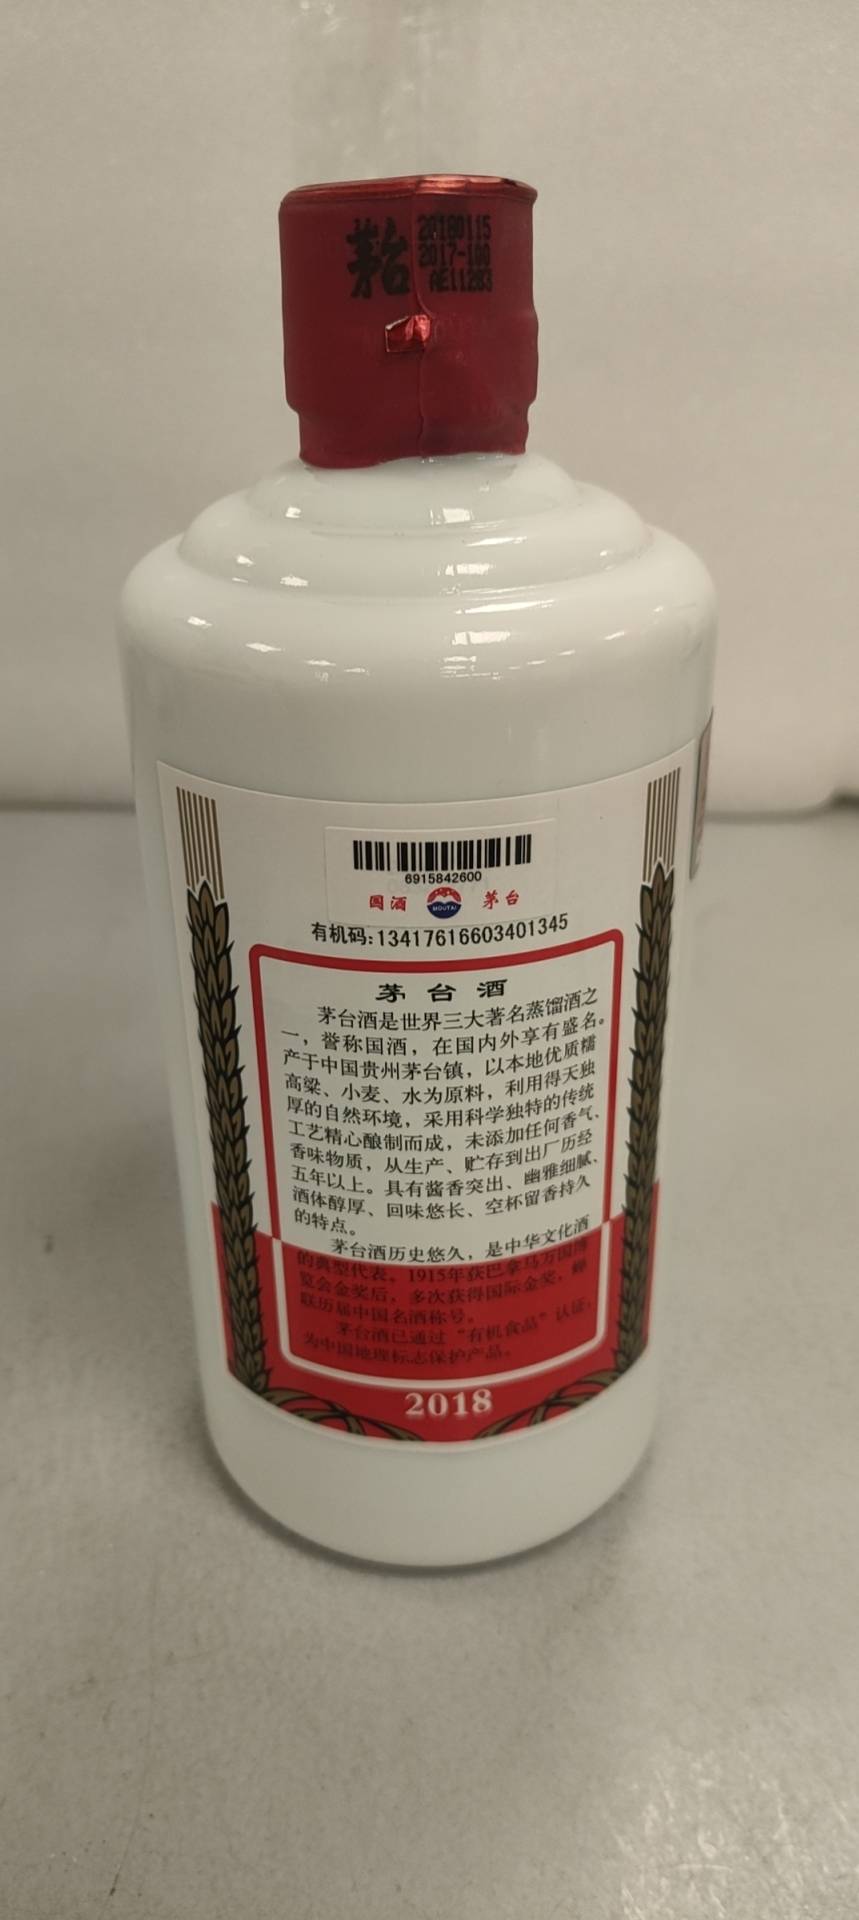 茅台
20180115
2017-100
AE11283
6915842600
国酒 MOUTAI 茅台
有机码:13417616603401345
茅台酒
茅台酒是世界三大著名蒸馏酒之
一，誉称国酒，在国内外享有盛名。
产于中国贵州茅台镇，以本地优质糯
高粱、小麦、水为原料，利用得天独
厚的自然环境，采用科学独特的传统
工艺精心酿制而成，未添加任何香气、
香味物质，从生产、贮存到出厂历经
五年以上。具有酱香突出、幽雅细腻、
酒体醇厚、回味悠长、空杯留香持久
的特点。
茅台酒历史悠久，是中华文化酒
的典型代表。1915年获巴拿马万国博
览会金奖后，多次获得国际金奖，蝉
联历届中国名酒称号。
茅台酒已通过“有机食品”认证，
为中国地理标志保护产品。
2018